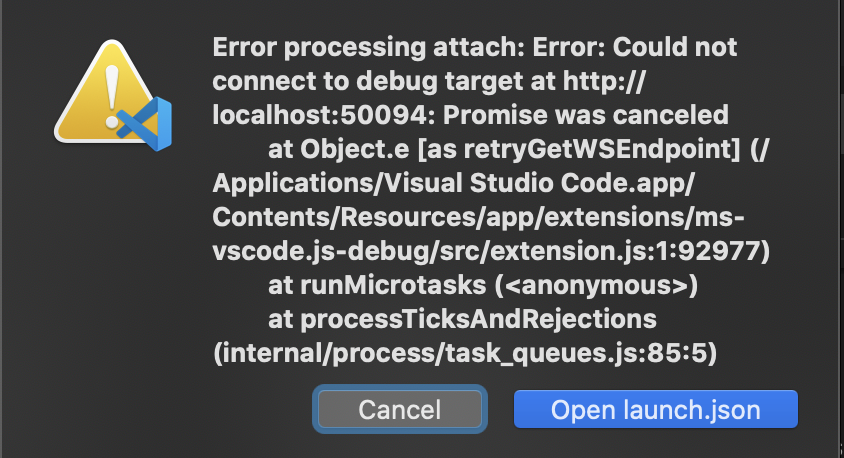 Error processing attach: Error: Could not
connect to debug target at http://
localhost:50094: Promise was canceled
at Object.e [as retryGetWSEndpoint] (/
Applications/Visual Studio Code.app/
Contents/Resources/app/extensions/ms-
vscode.js-debug/src/extension.js:1:92977)
at runMicrotasks (<anonymous>)
at processTicksAndRejections
(internal/process/task_queues.js:85:5)
Cancel
Open launch.json